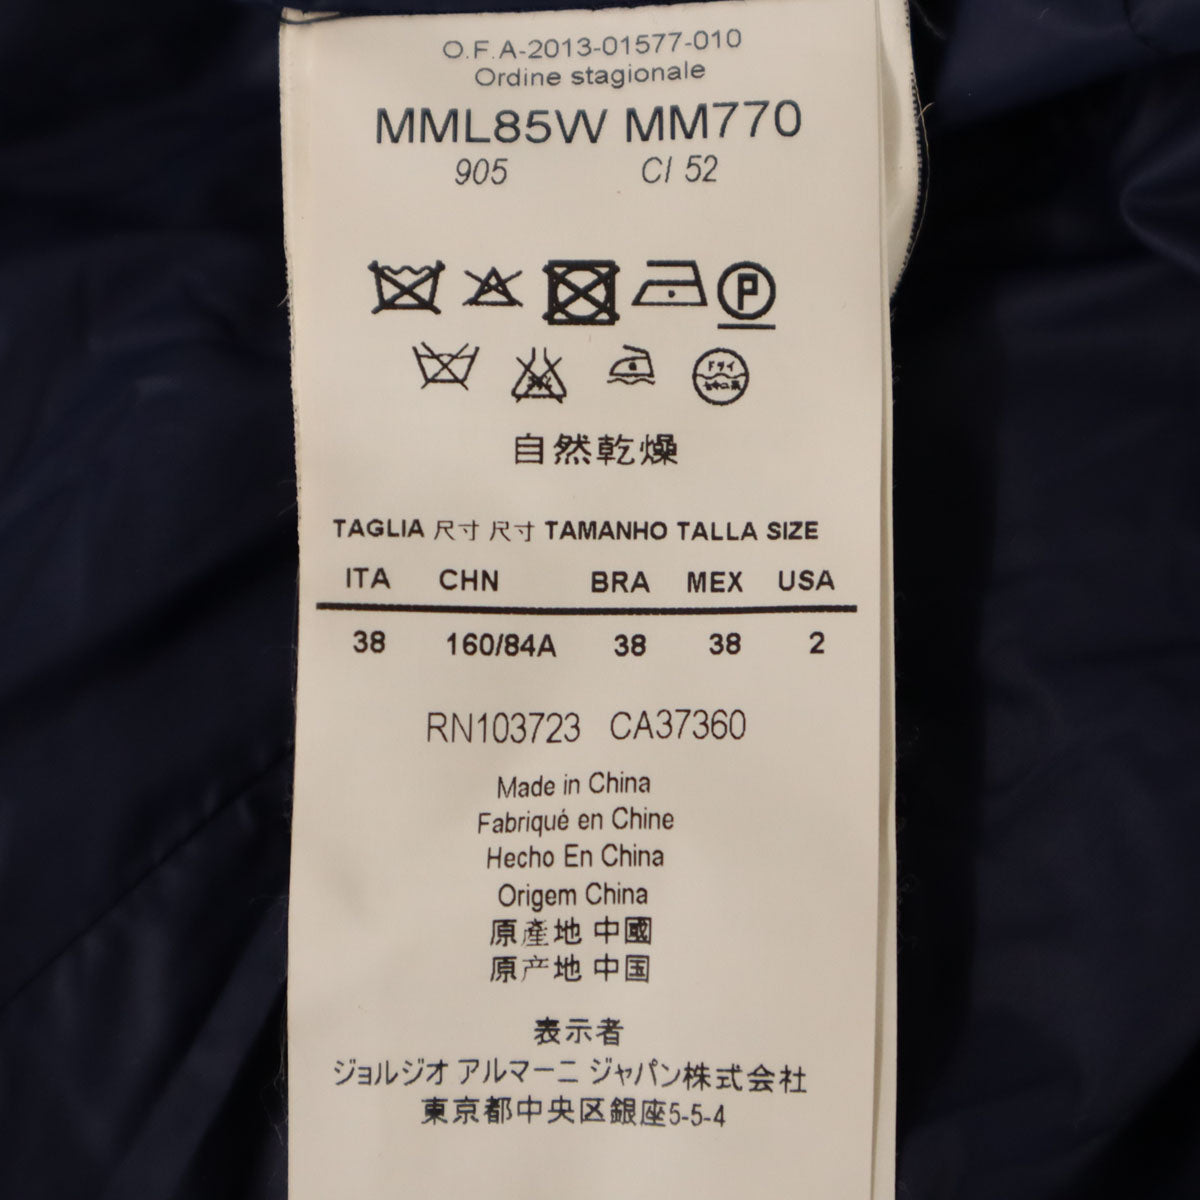 O.F.A-2013-01577-010
Ordine stagionale
MML85W MM770
905 CI 52
P
ドライ
自然乾燥
TAGLIA 尺寸 尺寸 TAMANHO TALLA SIZE
ITA CHN BRA MEX USA
38 160/84A 38 38 2
RN103723 CA37360
Made in China
Fabriqué en Chine
Hecho En China
Origem China
原產地 中國
原产地 中国
表示者
ジョルジオ アルマーニ ジャパン株式会社
東京都中央区銀座5-5-4